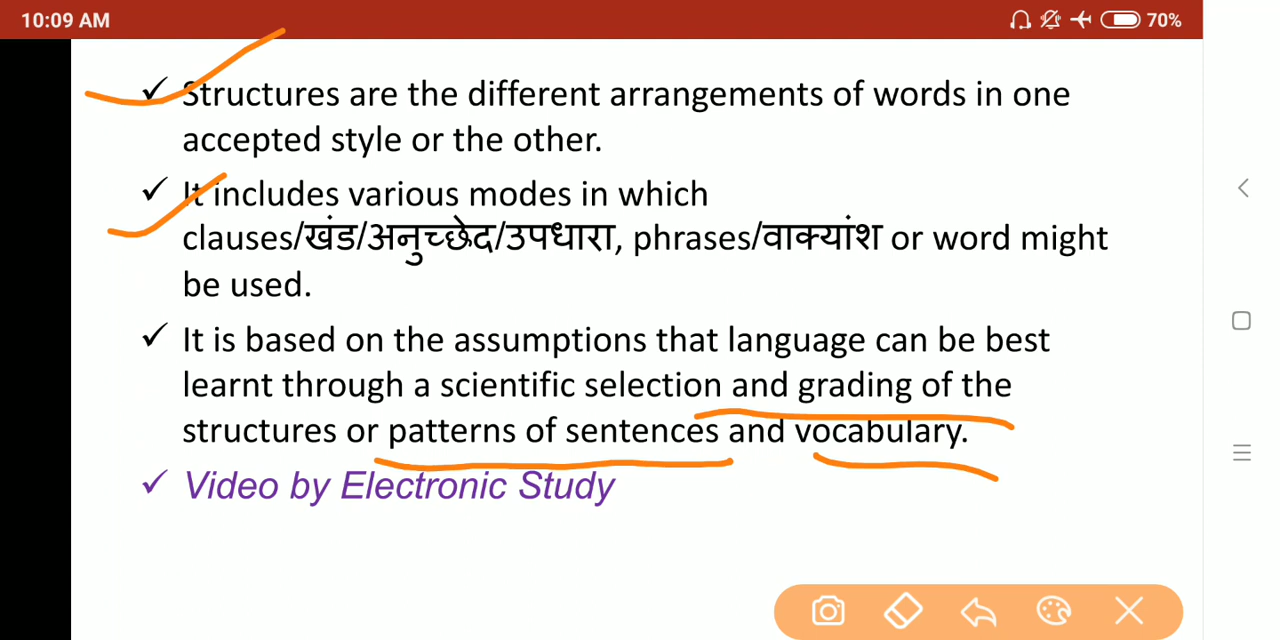 10:09 AM
70%
✓ Structures are the different arrangements of words in one
accepted style or the other.
✓ It includes various modes in which
clauses/खंड/अनुच्छेद/उपधारा, phrases/वाक्यांश or word might
be used.
✓ It is based on the assumptions that language can be best
learnt through a scientific selection and grading of the
structures or patterns of sentences and vocabulary.
✓ Video by Electronic Study